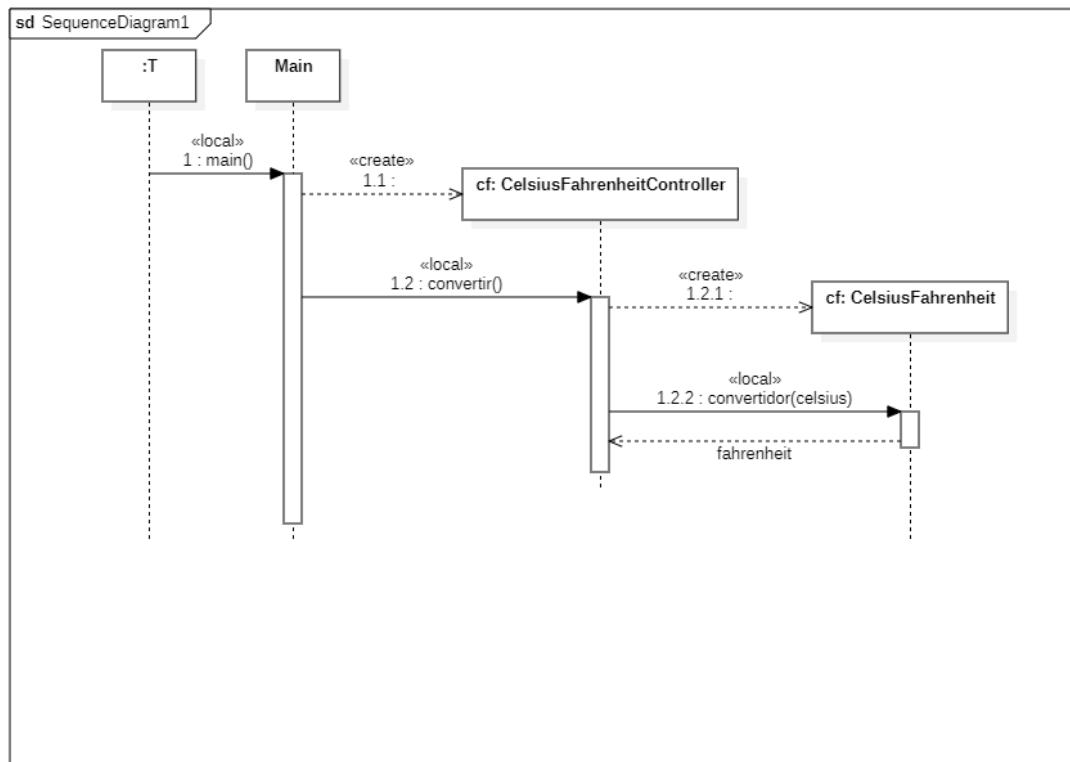 sd SequenceDiagram1
:T
Main
«local»
1 : main()
«create»
1.1 :
cf: CelsiusFahrenheitController
«local»
1.2 : convertir()
«create»
1.2.1 :
cf: CelsiusFahrenheit
«local»
1.2.2 : convertidor(celsius)
fahrenheit